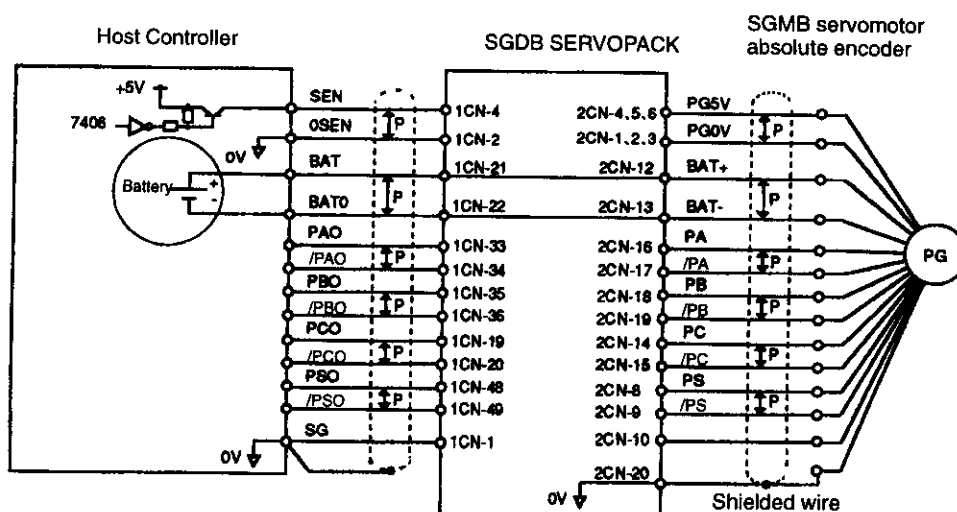 Host Controller
SGDB SERVOPACK
SGMB servomotor
absolute encoder
+5V
7406
0V
Battery
+
-
SEN
0SEN
BAT
BAT0
PAO
/PAO
PBO
/PBO
PCO
/PCO
PSO
/PSO
SG
0V
P
P
P
P
P
P
1CN-4
1CN-2
1CN-21
1CN-22
1CN-33
1CN-34
1CN-35
1CN-36
1CN-19
1CN-20
1CN-48
1CN-49
1CN-1
2CN-4.5.6
2CN-1.2.3
2CN-12
2CN-13
2CN-16
2CN-17
2CN-18
2CN-19
2CN-14
2CN-15
2CN-8
2CN-9
2CN-10
2CN-20
0V
PG5V
PG0V
BAT+
BAT-
PA
/PA
PB
/PB
PC
/PC
PS
/PS
P
P
P
P
P
P
PG
Shielded wire